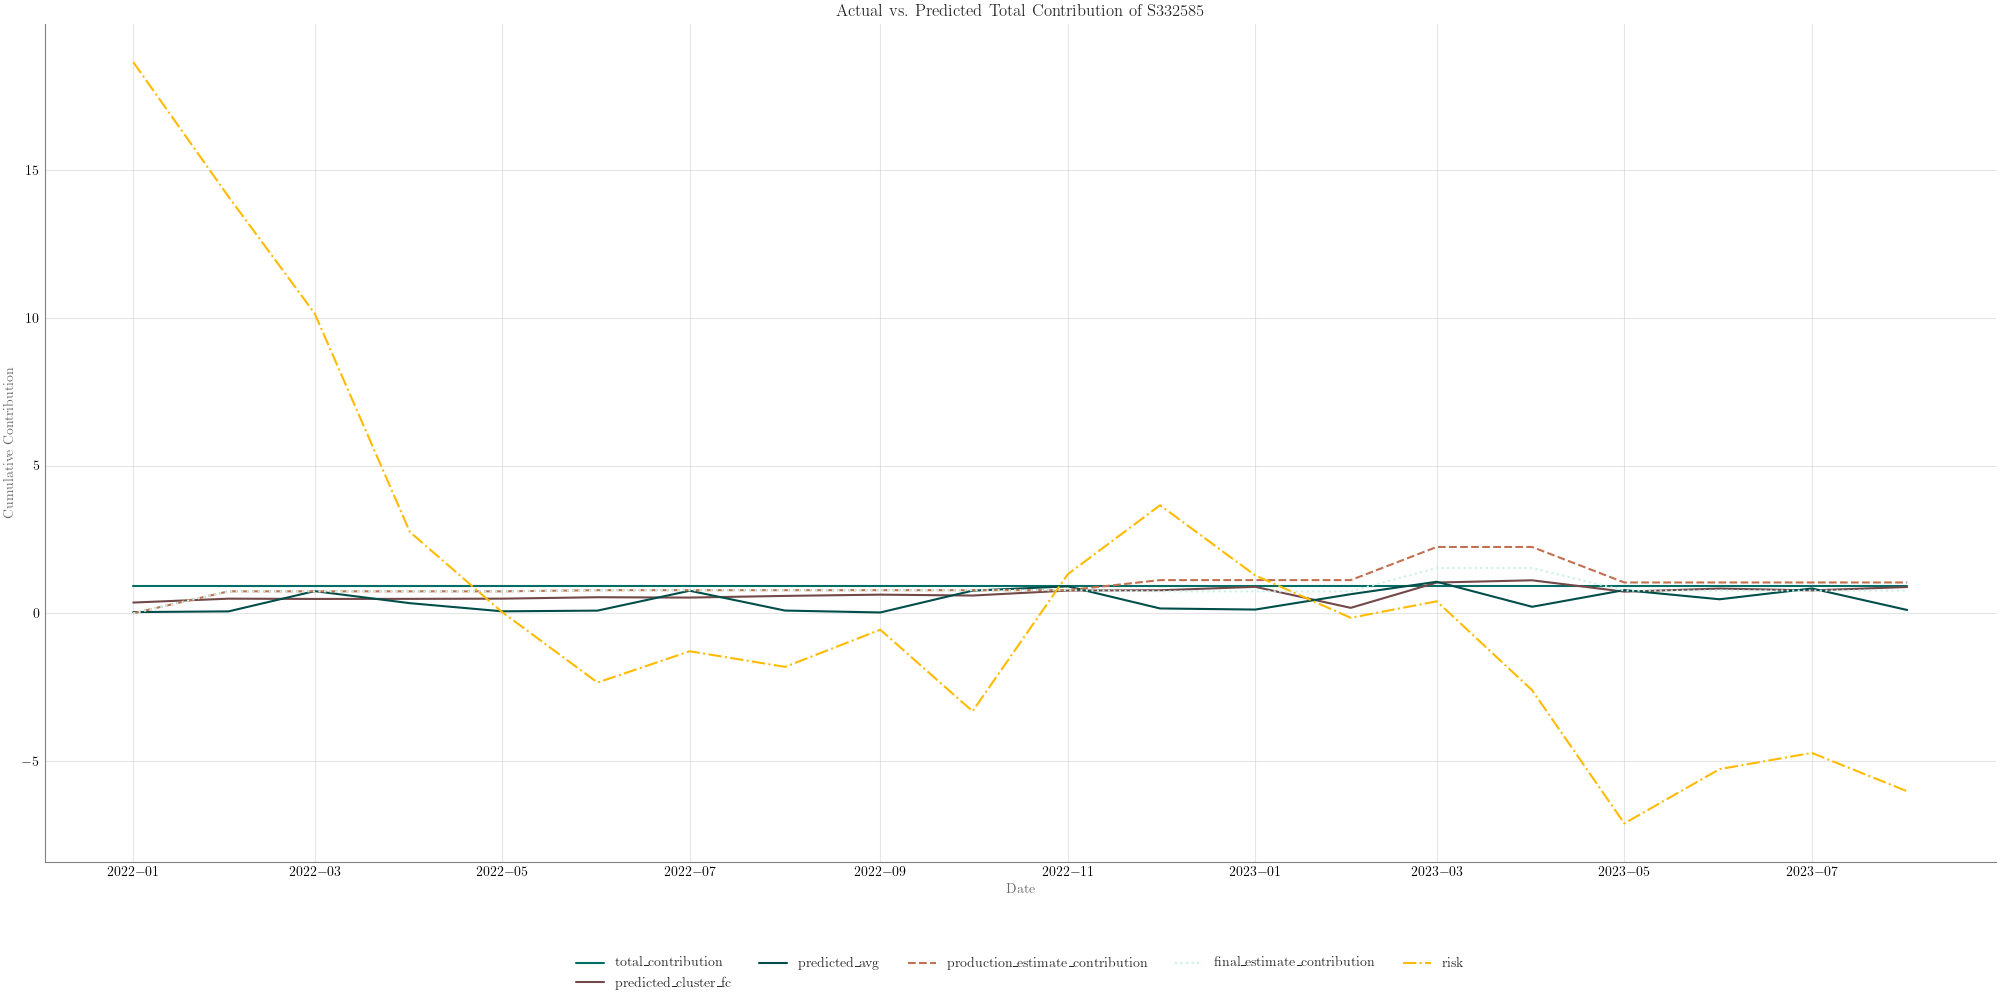 Actual vs. Predicted Total Contribution of S332585
Cumulative Contribution
15
10
5
0
−5
2022−01 2022−03 2022−05 2022−07 2022−09 2022−11 2023−01 2023−03 2023−05 2023−07
Date
total_contribution predicted_avg production_estimate_contribution final_estimate_contribution risk
predicted_cluster_fc